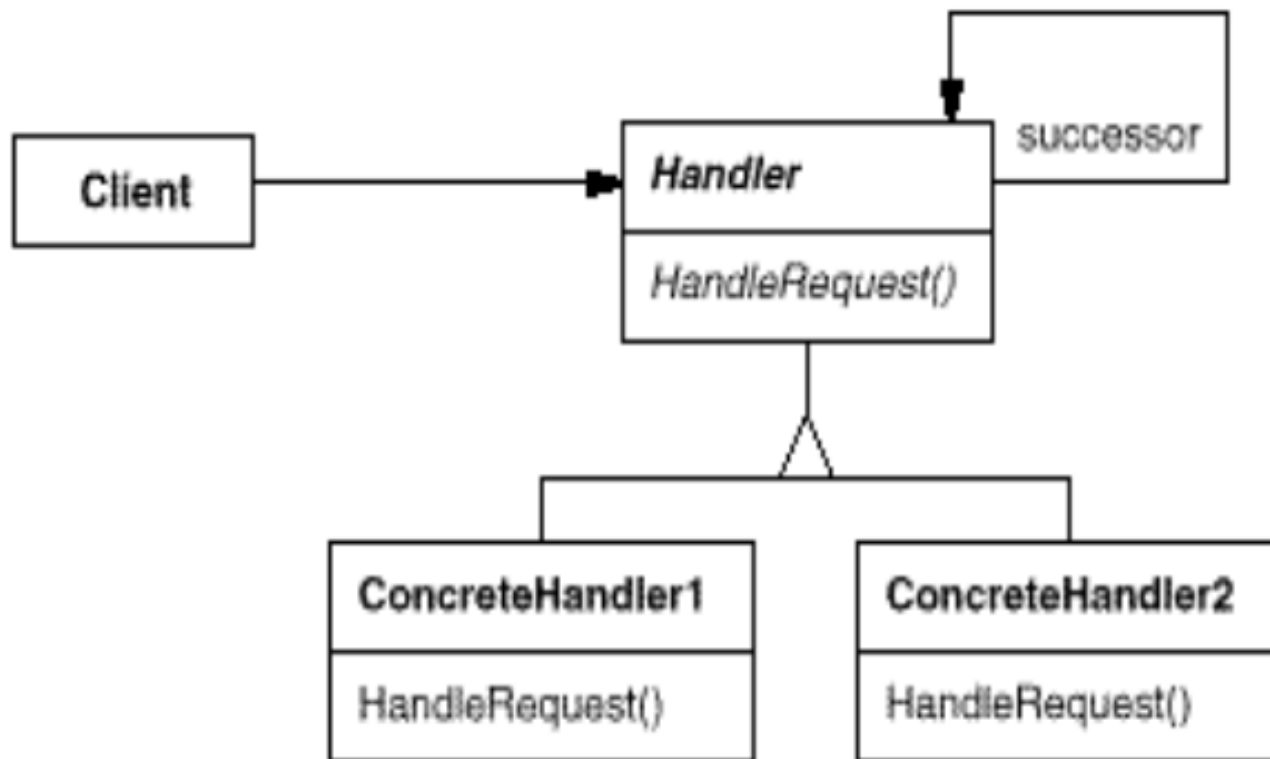 successor
Client
Handler
HandleRequest()
ConcreteHandler1
ConcreteHandler2
HandleRequest()
HandleRequest()